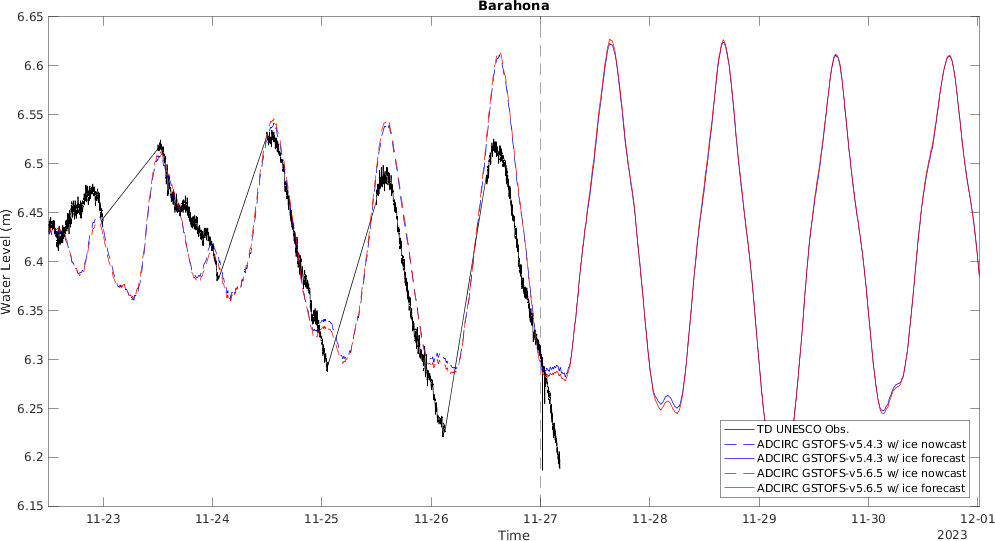 Barahona
6.65
6.6
6.55
6.5
6.45
6.4
6.35
6.3
6.25
6.2
6.15
Water Level (m)
TD UNESCO Obs.
ADCIRC GSTOFS-v5.4.3 w/ ice nowcast
ADCIRC GSTOFS-v5.4.3 w/ ice forecast
ADCIRC GSTOFS-v5.6.5 w/ ice nowcast
ADCIRC GSTOFS-v5.6.5 w/ ice forecast
11-23 11-24 11-25 11-26 11-27 11-28 11-29 11-30 12-01
Time
2023